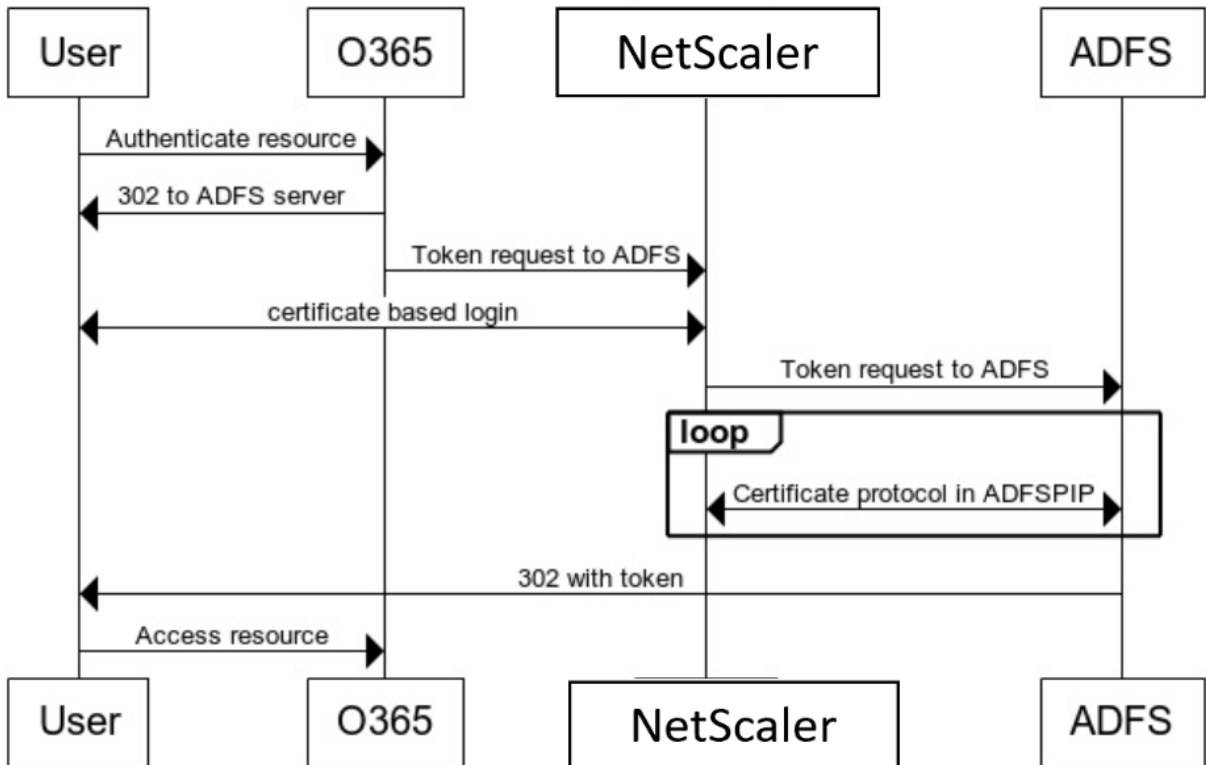 User
O365
NetScaler
ADFS
Authenticate resource
302 to ADFS server
Token request to ADFS
certificate based login
Token request to ADFS
loop
Certificate protocol in ADFSPIP
302 with token
Access resource
User
O365
NetScaler
ADFS